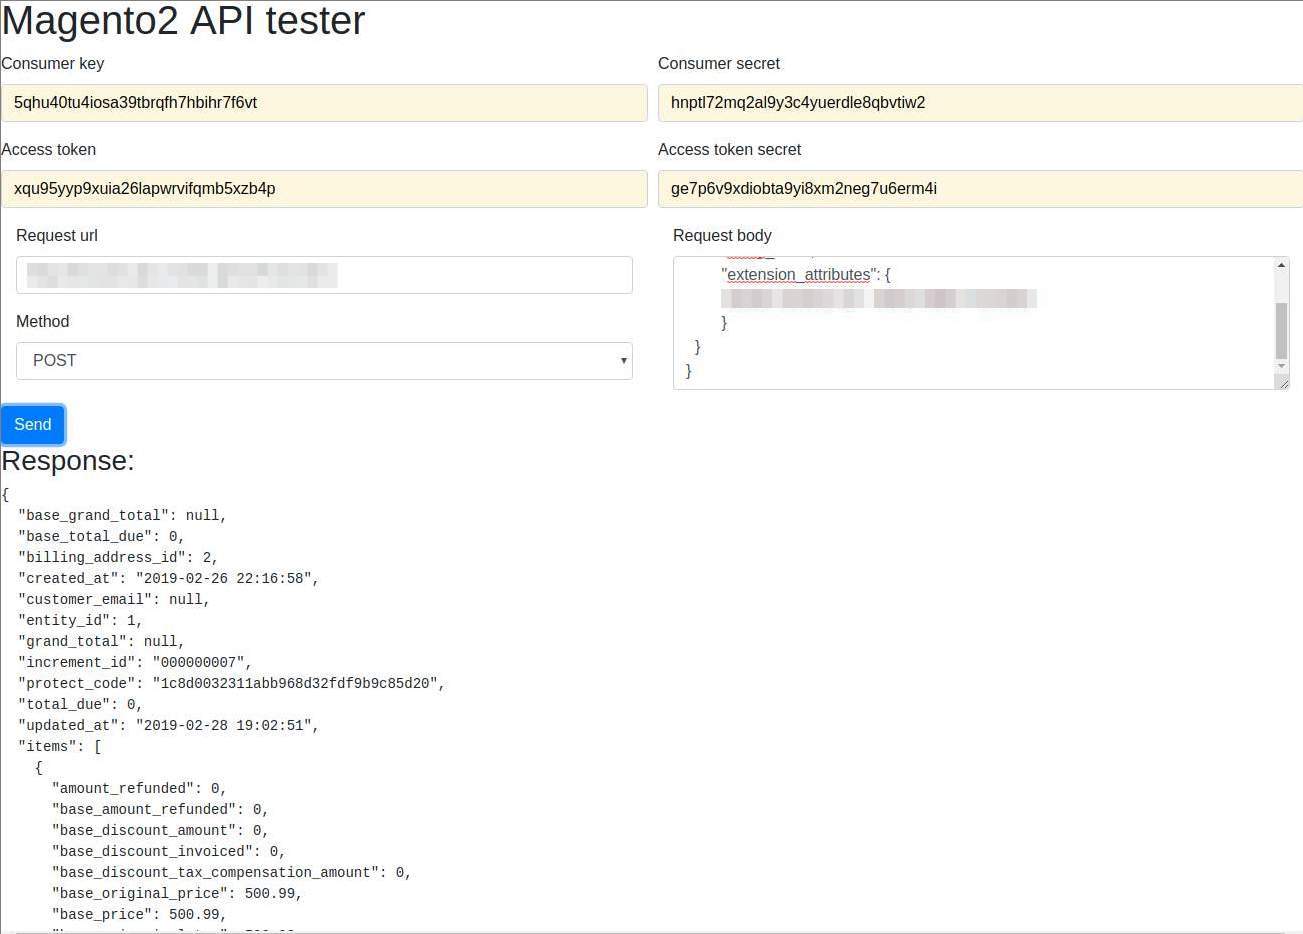 Magento2 API tester
Consumer key
Consumer secret
5qhu40tu4iosa39tbrqfh7hbihr7f6vt
hnptl72mq2al9y3c4yuerdle8qbvtiw2
Access token
Access token secret
xqu95yyp9xuia26lapwrvifqmb5xzb4p
ge7p6v9xdiobta9yi8xm2neg7u6erm4i
Request url
Request body
"extension_attributes": {
}
}
}
Method
POST
Send
Response:
{
"base_grand_total": null,
"base_total_due": 0,
"billing_address_id": 2,
"created_at": "2019-02-26 22:16:58",
"customer_email": null,
"entity_id": 1,
"grand_total": null,
"increment_id": "000000007",
"protect_code": "1c8d0032311abb968d32fdf9b9c85d20",
"total_due": 0,
"updated_at": "2019-02-28 19:02:51",
"items": [
{
"amount_refunded": 0,
"base_amount_refunded": 0,
"base_discount_amount": 0,
"base_discount_invoiced": 0,
"base_discount_tax_compensation_amount": 0,
"base_original_price": 500.99,
"base_price": 500.99,